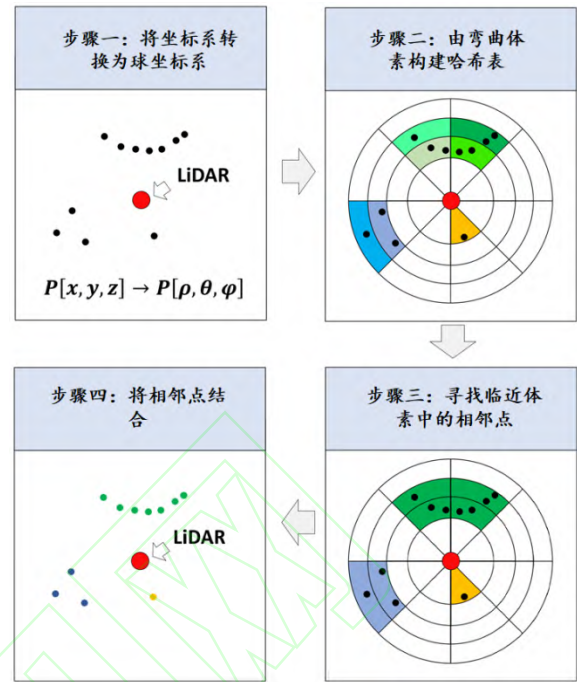 步骤一：将坐标系转
换为球坐标系
LiDAR
P[x, y, z] → P[ρ, θ, φ]
步骤二：由弯曲体
素构建哈希表
步骤三：寻找临近体
素中的相邻点
步骤四：将相邻点结
合
LiDAR